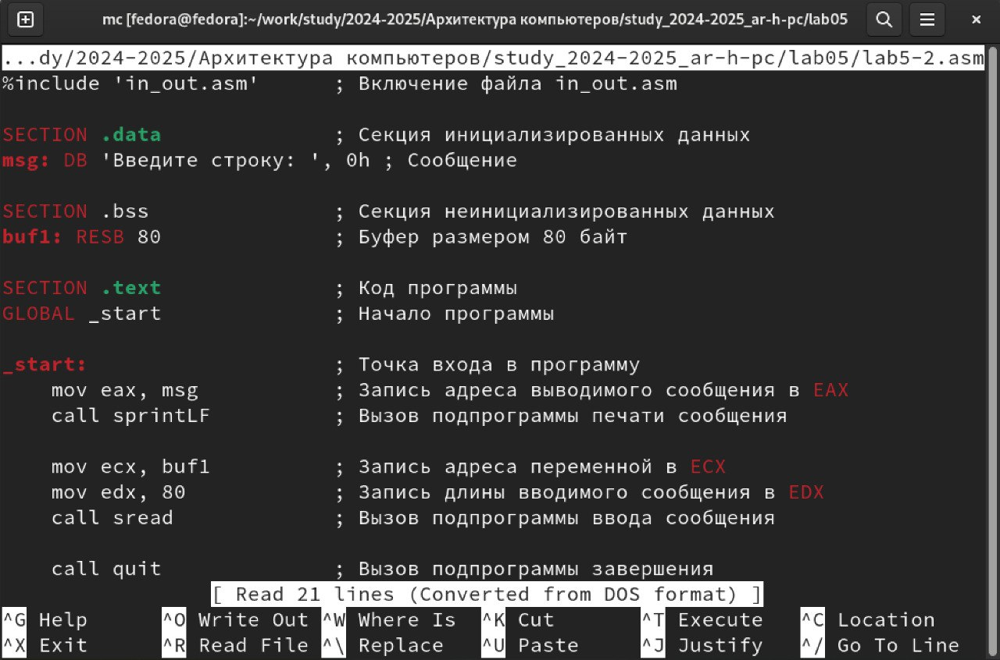 mc [fedora@fedora]:~/work/study/2024-2025/Архитектура компьютеров/study_2024-2025_ar-h-pc/lab05
...dy/2024-2025/Архитектура компьютеров/study_2024-2025_ar-h-pc/lab05/lab5-2.asm
%include 'in_out.asm' ; Включение файла in_out.asm
SECTION .data ; Секция инициализированных данных
msg: DB 'Введите строку: ', 0h ; Сообщение
SECTION .bss ; Секция неинициализированных данных
buf1: RESB 80 ; Буфер размером 80 байт
SECTION .text ; Код программы
GLOBAL _start ; Начало программы
_start: ; Точка входа в программу
mov eax, msg ; Запись адреса выводимого сообщения в EAX
call sprintLF ; Вызов подпрограммы печати сообщения
mov ecx, buf1 ; Запись адреса переменной в ECX
mov edx, 80 ; Запись длины вводимого сообщения в EDX
call sread ; Вызов подпрограммы ввода сообщения
call quit ; Вызов подпрограммы завершения
[ Read 21 lines (Converted from DOS format) ]
^G Help ^O Write Out ^W Where Is ^K Cut ^T Execute ^C Location
^X Exit ^R Read File ^\ Replace ^U Paste ^J Justify ^/ Go To Line